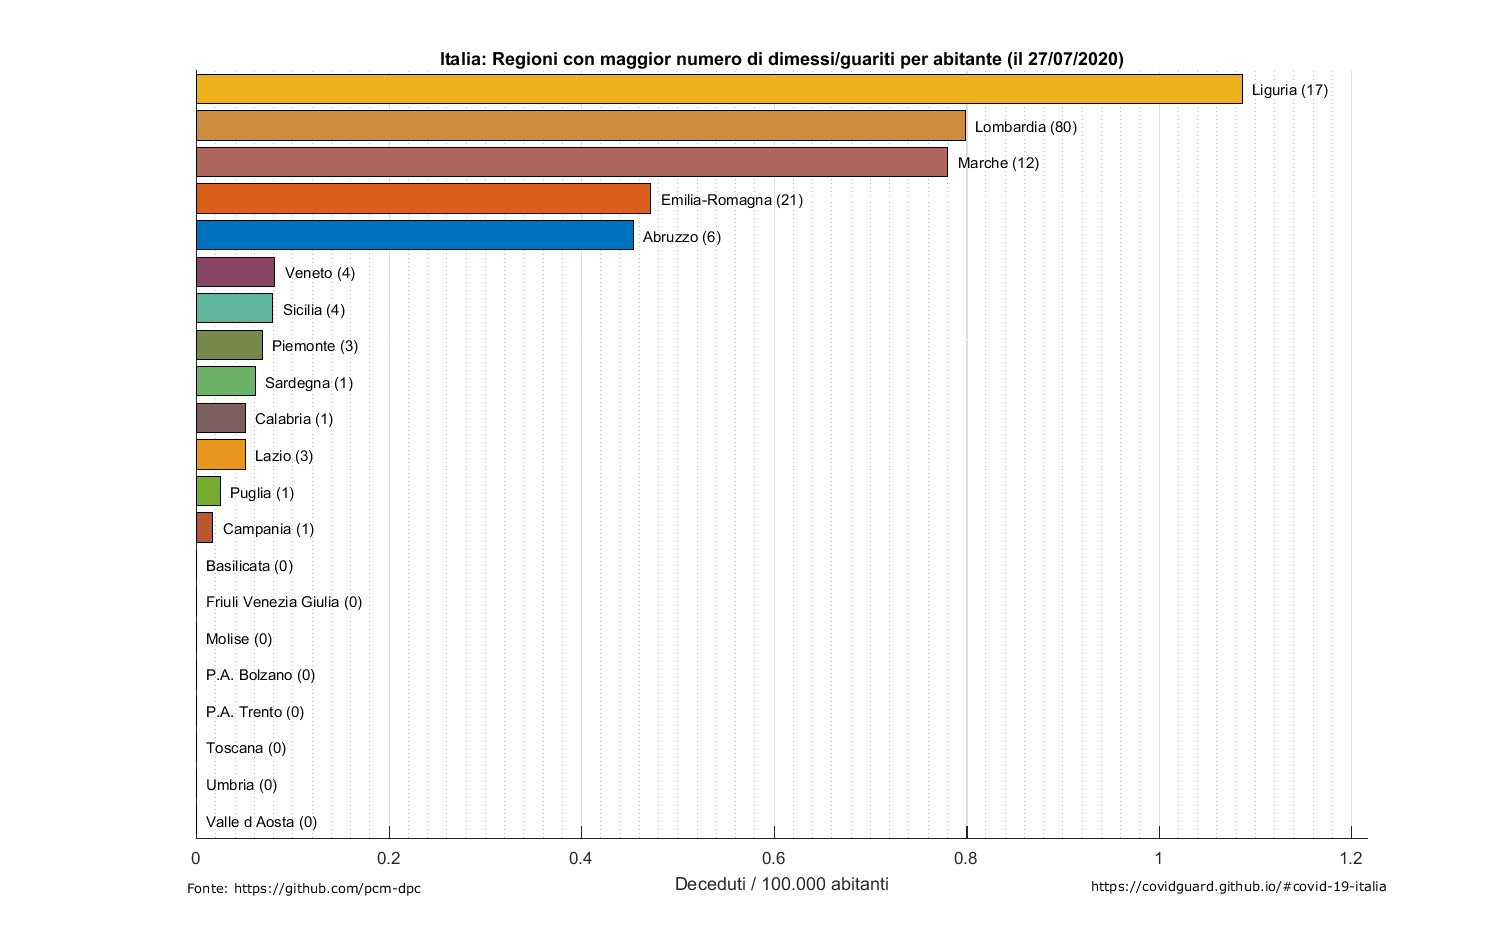 Italia: Regioni con maggior numero di dimessi/guariti per abitante (il 27/07/2020)
Liguria (17)
Lombardia (80)
Marche (12)
Emilia-Romagna (21)
Abruzzo (6)
Veneto (4)
Sicilia (4)
Piemonte (3)
Sardegna (1)
Calabria (1)
Lazio (3)
Puglia (1)
Campania (1)
Basilicata (0)
Friuli Venezia Giulia (0)
Molise (0)
P.A. Bolzano (0)
P.A. Trento (0)
Toscana (0)
Umbria (0)
Valle d Aosta (0)
0 0.2 0.4 0.6 0.8 1 1.2
Fonte: https://github.com/pcm-dpc Deceduti / 100.000 abitanti https://covidguard.github.io/#covid-19-italia